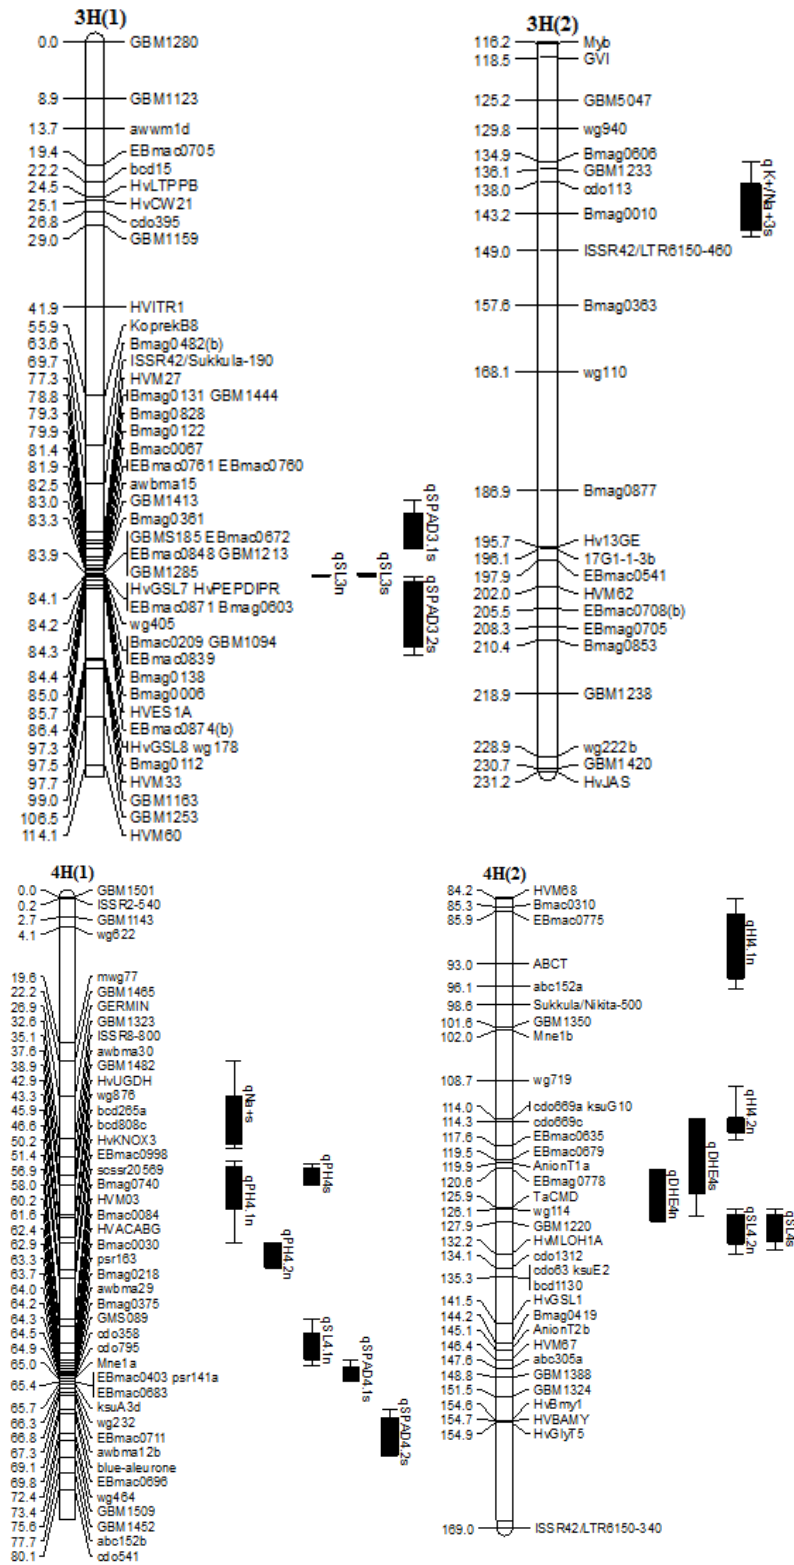 3H(1)
0.0 GBM1280
8.9 GBM1123
13.7 awwm1d
19.4 EBmac0705
22.2 bcd15
24.5 HvLTPPB
25.1 HvCW21
26.8 cdo395
29.0 GBM1159
41.9 HVITR1
55.9 KoprekB8
63.6 Bmag0482(b)
69.7 ISSR42/Sukkula-190
77.3 HVM27
78.8 Bmag0131 GBM1444
79.3 Bmag0828
79.9 Bmag0122
81.4 Bmac0067
81.9 EBmac0761 EBmac0760
82.5 awbma15
83.0 GBM1413
83.3 Bmag0361
GBMS185 EBmac0672
83.9 EBmac0848 GBM1213
GBM1285
84.1 HvGSL7 HvPEPDIPR
EBmac0871 Bmag0603
84.2 wg405
84.3 Bmac0209 GBM1094
EBmac0839
84.4 Bmag0138
85.0 Bmag0006
85.7 HVES1A
86.4 EBmac0874(b)
97.3 HvGSL8 wg178
97.5 Bmag0112
97.7 HVM33
99.0 GBM1163
106.5 GBM1253
114.1 HVM60
qSL3n
qSL3s
qSPAD3.1s
qSPAD3.2s
3H(2)
116.2 Myb
118.5 GVI
125.2 GBM5047
129.8 wg940
134.9 Bmag0606
136.1 GBM1233
138.0 cdo113
143.2 Bmag0010
149.0 ISSR42/LTR6150-460
157.6 Bmag0363
168.1 wg110
186.9 Bmag0877
195.7 Hv13GE
196.1 17G1-1-3b
197.9 EBmac0541
202.0 HVM62
205.5 EBmac0708(b)
208.3 EBmag0705
210.4 Bmag0853
218.9 GBM1238
228.9 wg222b
230.7 GBM1420
231.2 HvJAS
qK+/Na+3s
4H(1)
0.0 GBM1501
0.2 ISSR2-540
2.7 GBM1143
4.1 wg622
19.6 mwg77
22.2 GBM1465
26.9 GERMIN
32.6 GBM1323
35.1 ISSR8-800
37.6 awbma30
38.9 GBM1482
42.9 HvUGDH
43.3 wg876
45.9 bcd265a
46.6 bcd808c
50.2 HvKNOX3
51.4 EBmac0998
56.9 scssr20569
58.0 Bmag0740
60.2 HVM03
61.6 Bmac0084
62.4 HVACABG
62.9 Bmac0030
63.3 psr163
63.7 Bmag0218
64.0 awbma29
64.2 Bmag0375
64.3 GMS089
64.5 cdo358
64.9 cdo795
65.0 Mne1a
65.4 EBmac0403 psr141a
EBmac0683
65.7 ksuA3d
66.3 wg232
66.8 EBmac0711
67.3 awbma12b
69.1 blue-aleurone
69.8 EBmac0696
72.4 wg464
73.4 GBM1509
75.6 GBM1452
77.7 abc152b
80.1 cdo541
qNa+s
qPH4.1n
qPH4.2n
qPH4s
qSL4.1n
qSPAD4.1s
qSPAD4.2s
4H(2)
84.2 HVM68
85.3 Bmac0310
85.9 EBmac0775
93.0 ABCT
96.1 abc152a
98.6 Sukkula/Nikita-500
101.6 GBM1350
102.0 Mne1b
108.7 wg719
114.0 cdo669a ksuG10
114.3 cdo669c
117.6 EBmac0635
119.5 EBmac0679
119.9 AnionT1a
120.6 EBmag0778
125.9 TaCMD
126.1 wg114
127.9 GBM1220
132.2 HvMLOH1A
134.1 cdo1312
135.3 cdo63 ksuE2
bcd1130
141.5 HvGSL1
144.2 Bmag0419
145.1 AnionT2b
146.4 HVM67
147.6 abc305a
148.8 GBM1388
151.5 GBM1324
154.6 HvBmy1
154.7 HVBAMY
154.9 HvGlyT5
169.0 ISSR42/LTR6150-340
qHI4.1n
qHI4.2n
qDHE4s
qDHE4n
qSL4.2n
qSL4s